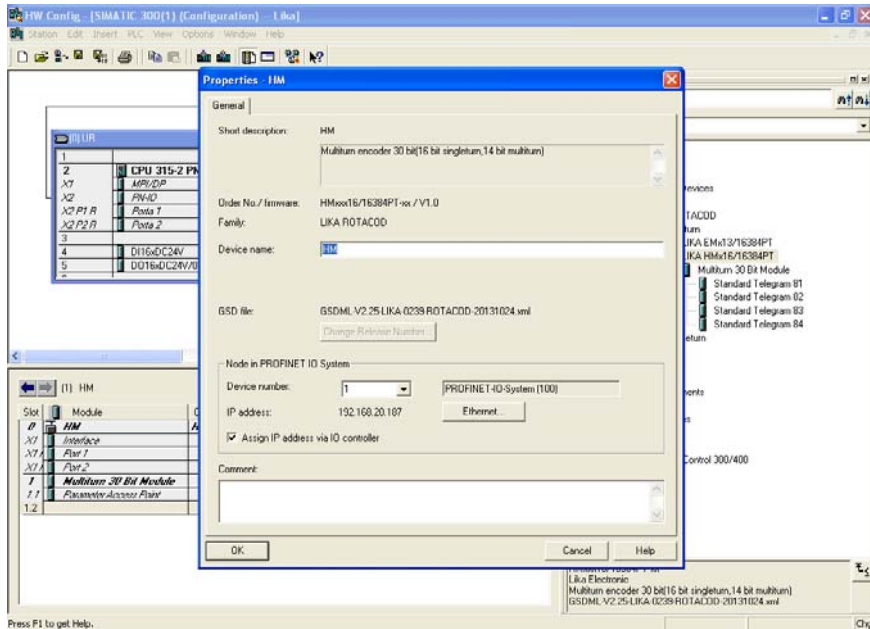 HW Config - [SIMATIC 300(1) (Configuration) -- Lika]
Station Edit Insert PLC View Options Window Help
[0] UR
1
2 CPU 315-2 PN
X1 MPI/DP
X2 PN-IO
X2 P1 R Porta 1
X2 P2 R Porta 2
3
4 DI16xDC24V
5 DO16xDC24V/0
(1) HM
Slot Module
0 HM
X1 Interface
X1 Port 1
X1 Port 2
1 Multiturn 30 Bit Module
1.1 Parameter Access Point
1.2
Properties - HM
General
Short description: HM
Multiturn encoder 30 bit(16 bit singleturn,14 bit multiturn)
Order No./ firmware: HMxxx16/16384PT-xx / V1.0
Family: LIKA ROTACOD
Device name: HM
GSD file: GSDML-V2.25-LIKA-0239-ROTACOD-20131024.xml
Change Release Number...
Node in PROFINET IO System
Device number: 1 PROFINET-IO-System (100)
IP address: 192.168.20.187 Ethernet...
Assign IP address via IO controller
Comment:
OK Cancel Help
evices
TACOD
turn
IKA EMx13/16384PT
IKA HMx16/16384PT
Multiturn 30 Bit Module
Standard Telegram 81
Standard Telegram 82
Standard Telegram 83
Standard Telegram 84
eturn
ents
Control 300/400
Lika Electronic
Multiturn encoder 30 bit(16 bit singleturn,14 bit multiturn)
GSDML-V2.25-LIKA-0239-ROTACOD-20131024.xml
Press F1 to get Help.
Chg